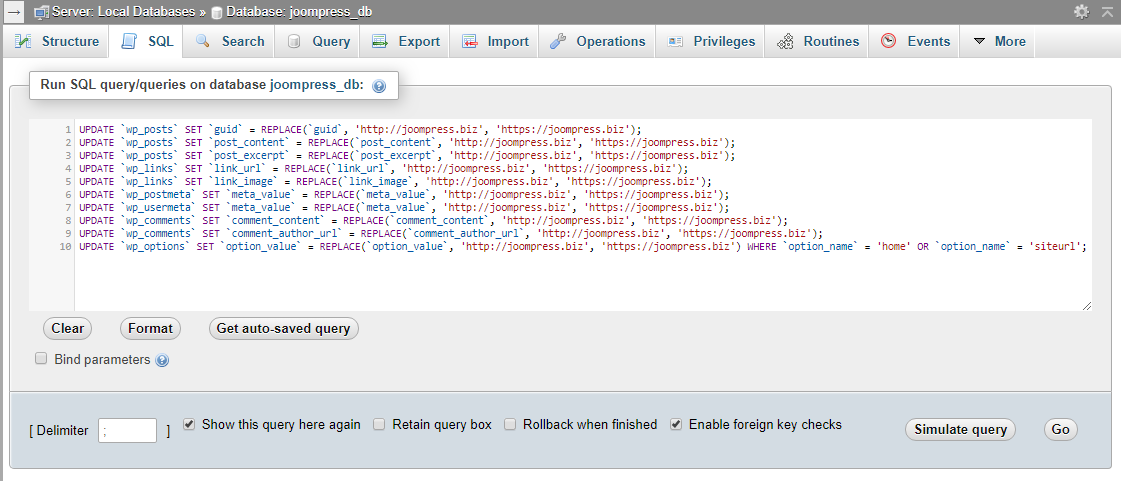 Server: Local Databases » Database: joompress_db
Structure SQL Search Query Export Import Operations Privileges Routines Events More
Run SQL query/queries on database joompress_db:
1 UPDATE `wp_posts` SET `guid` = REPLACE(`guid`, 'http://joompress.biz', 'https://joompress.biz');
2 UPDATE `wp_posts` SET `post_content` = REPLACE(`post_content`, 'http://joompress.biz', 'https://joompress.biz');
3 UPDATE `wp_posts` SET `post_excerpt` = REPLACE(`post_excerpt`, 'http://joompress.biz', 'https://joompress.biz');
4 UPDATE `wp_links` SET `link_url` = REPLACE(`link_url`, 'http://joompress.biz', 'https://joompress.biz');
5 UPDATE `wp_links` SET `link_image` = REPLACE(`link_image`, 'http://joompress.biz', 'https://joompress.biz');
6 UPDATE `wp_postmeta` SET `meta_value` = REPLACE(`meta_value`, 'http://joompress.biz', 'https://joompress.biz');
7 UPDATE `wp_usermeta` SET `meta_value` = REPLACE(`meta_value`, 'http://joompress.biz', 'https://joompress.biz');
8 UPDATE `wp_comments` SET `comment_content` = REPLACE(`comment_content`, 'http://joompress.biz', 'https://joompress.biz');
9 UPDATE `wp_comments` SET `comment_author_url` = REPLACE(`comment_author_url`, 'http://joompress.biz', 'https://joompress.biz');
10 UPDATE `wp_options` SET `option_value` = REPLACE(`option_value`, 'http://joompress.biz', 'https://joompress.biz') WHERE `option_name` = 'home' OR `option_name` = 'siteurl';
Clear Format Get auto-saved query
Bind parameters
[ Delimiter ; ] Show this query here again Retain query box Rollback when finished Enable foreign key checks Simulate query Go